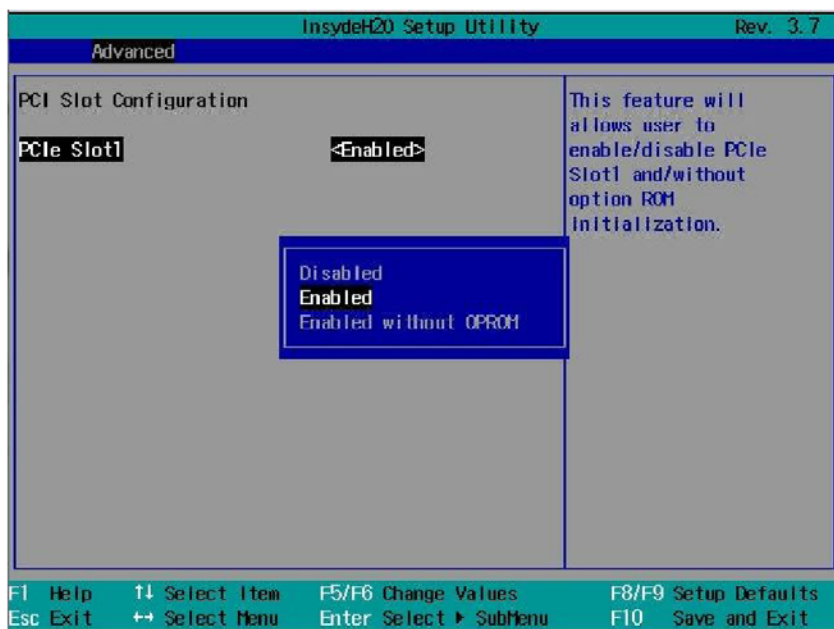 InsydeH2O Setup Utility Rev. 3.7
Advanced
PCI Slot Configuration
PCIe Slot1 <Enabled>
This feature will
allows user to
enable/disable PCIe
Slot1 and/without
option ROM
initialization.
Disabled
Enabled
Enabled without OPROM
F1 Help ↑↓ Select Item F5/F6 Change Values F8/F9 Setup Defaults
Esc Exit ↔ Select Menu Enter Select ▶ SubMenu F10 Save and Exit